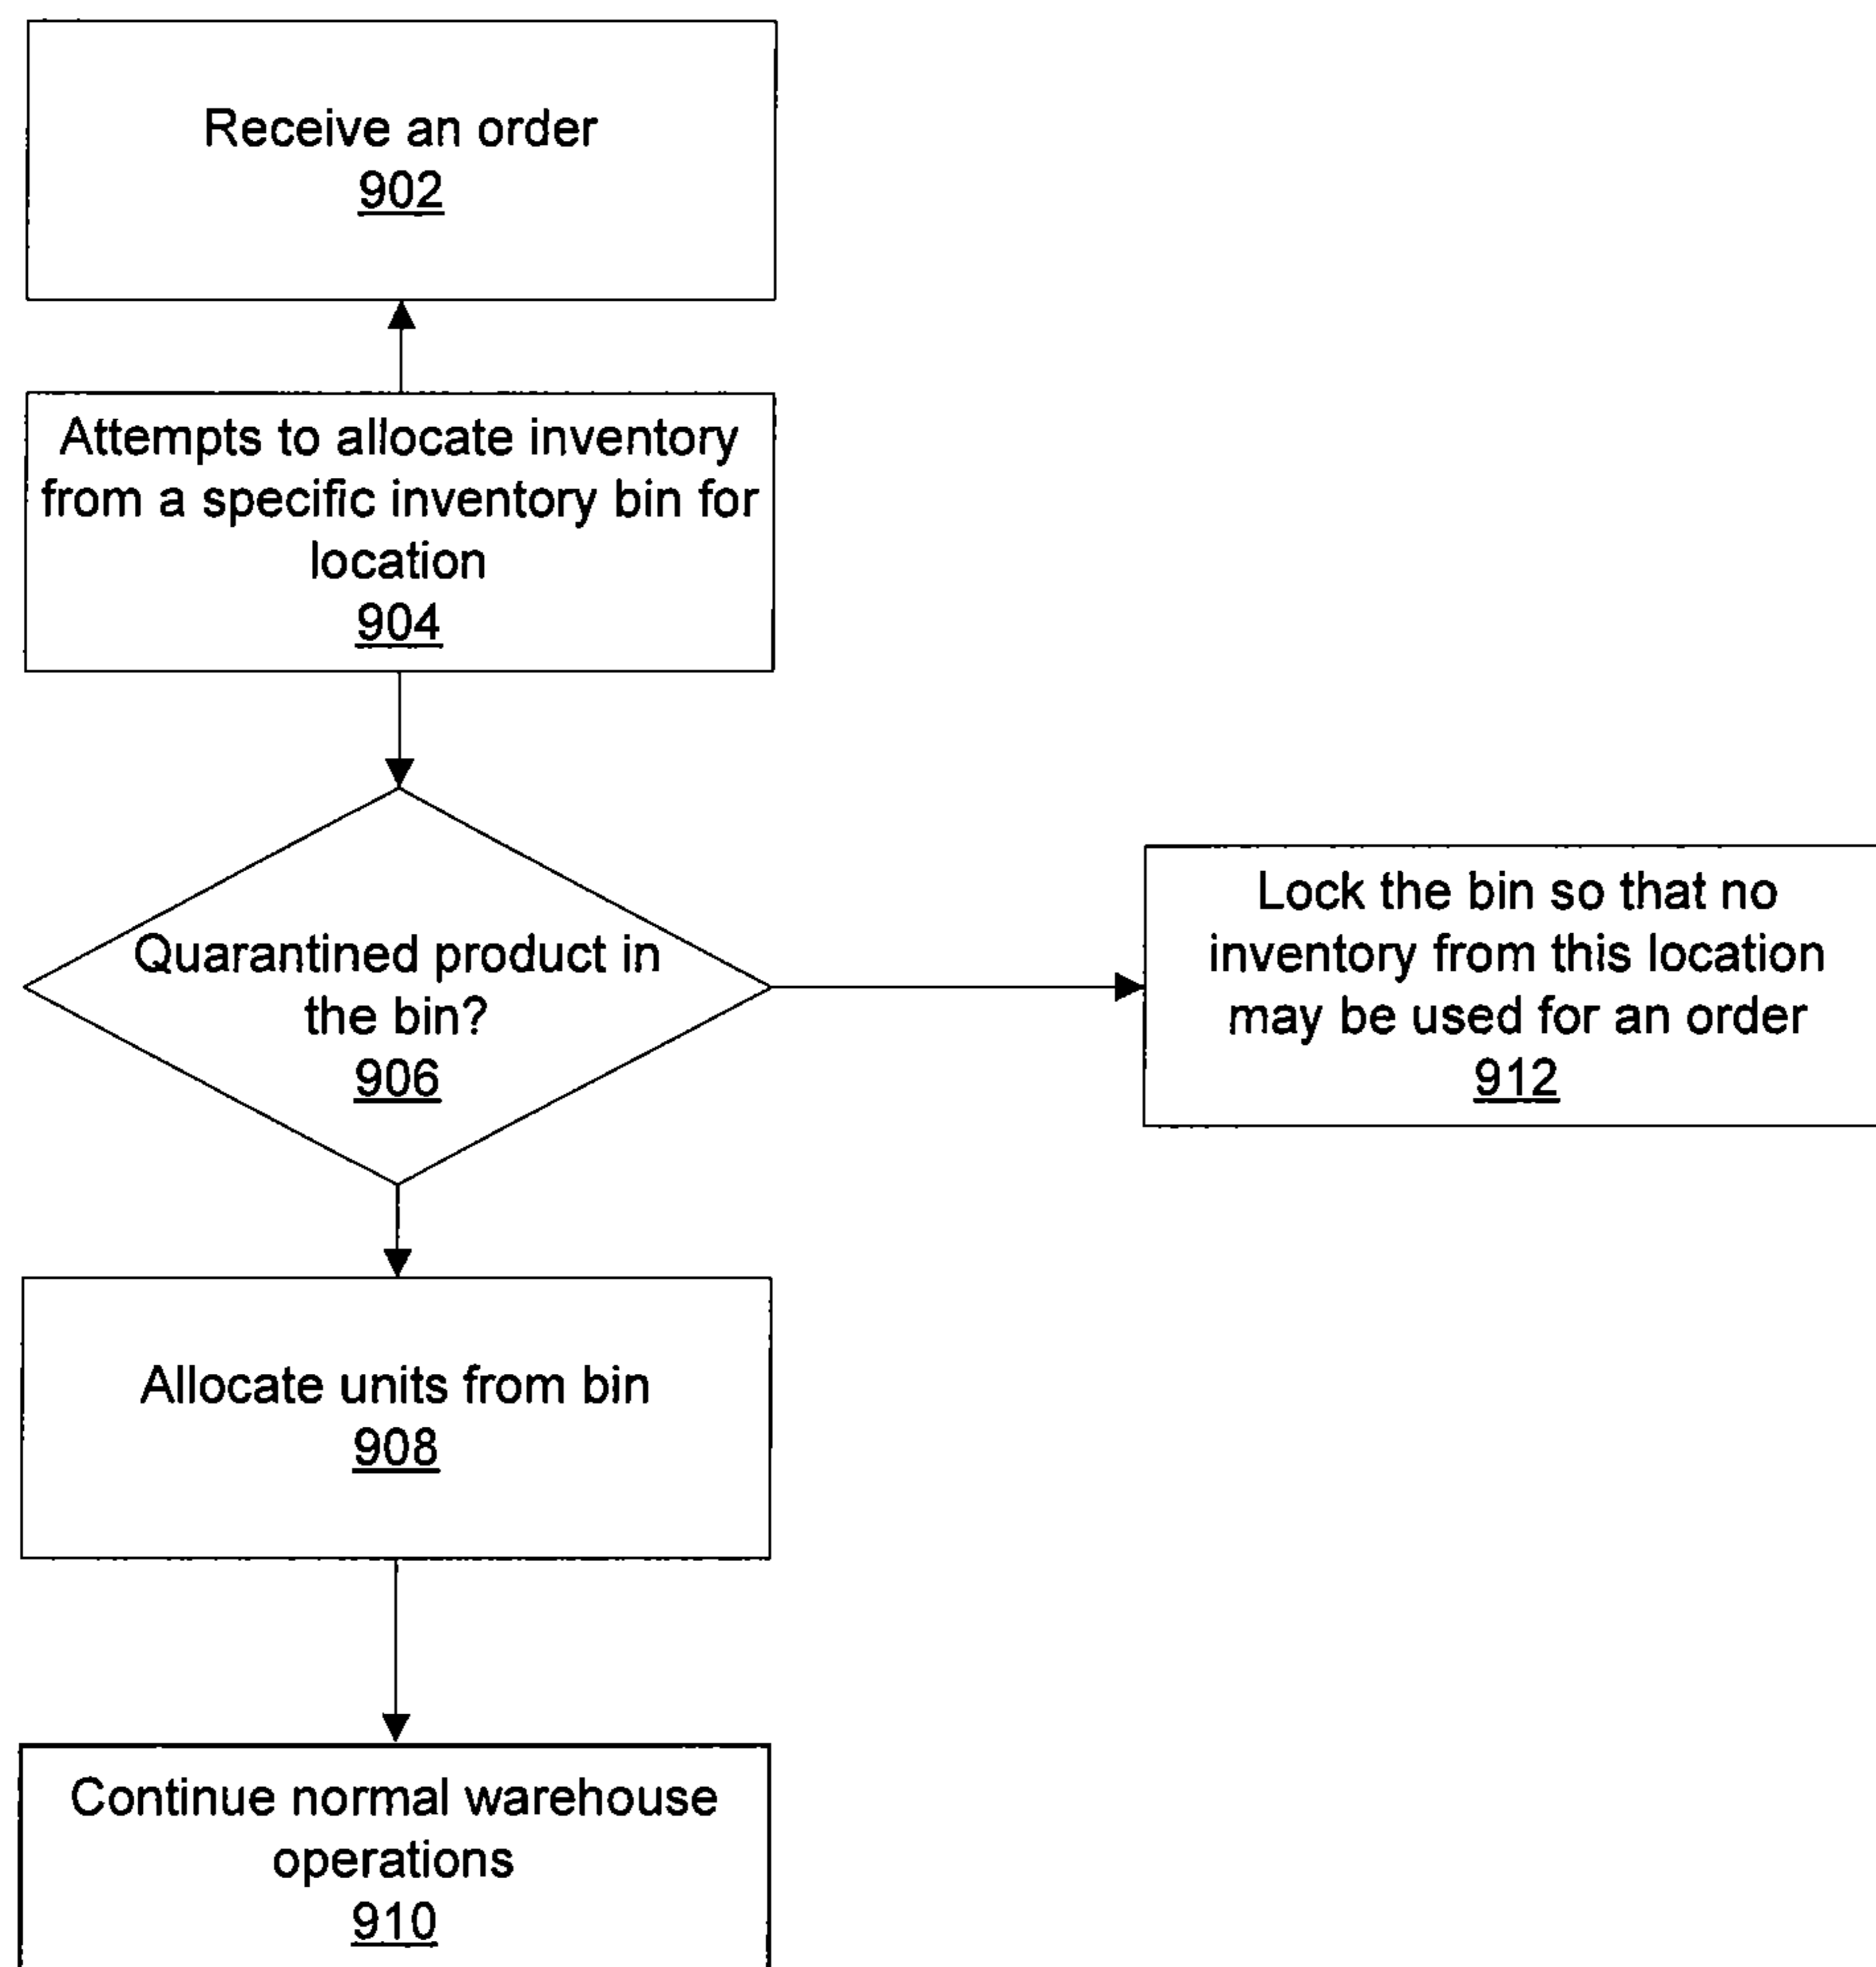 Receive an order
902
Attempts to allocate inventory
from a specific inventory bin for
location
904
Quarantined product in
the bin?
906
Lock the bin so that no
inventory from this location
may be used for an order
912
Allocate units from bin
908
Continue normal warehouse
operations
910